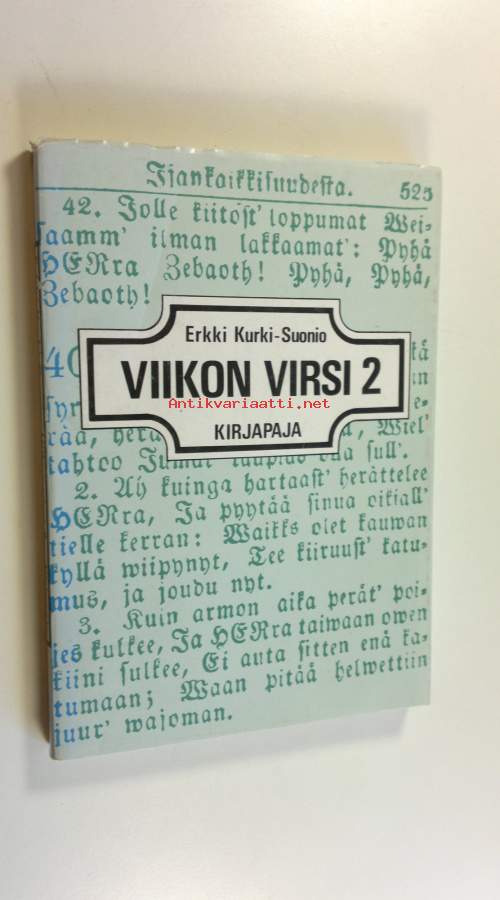 Ijankaikkisuudesta. 525
42. Jolle kiitost' loppumat Wei-
saamm' ilman lakkaamat': Pyhä
HERra Zebaoth! Pyhä, Pyhä,
Zebaoth!
Erkki Kurki-Suonio
VIIKON VIRSI 2
Antikvariaatti.net
KIRJAPAJA
tahtoo sull'.
2. Ah kuinga hartaast' herättelee
HERra, Ja pyytää sinua oikiall'
tielle kerran: Waikks olet kauwan
kyllä wiipynyt, Tee kiiruust' katu-
mus, ja joudu nyt.
3. Kuin armon aika perät' poi-
jes kulkee, Ja HERra taiwaan owen
kiini sulkee, Ei auta sitten enä ka-
tumaan; Waan pitää helwettiin
juur' wajoman.